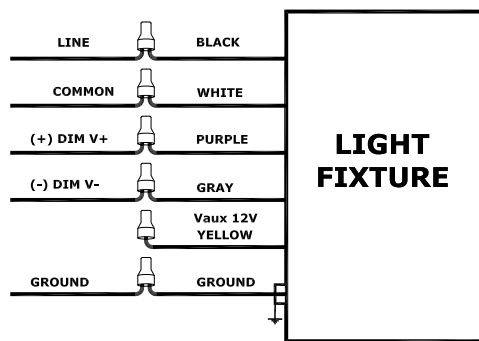 LINE BLACK
COMMON WHITE
(+) DIM V+ PURPLE
(-) DIM V- GRAY
Vaux 12V
YELLOW
GROUND GROUND
LIGHT
FIXTURE